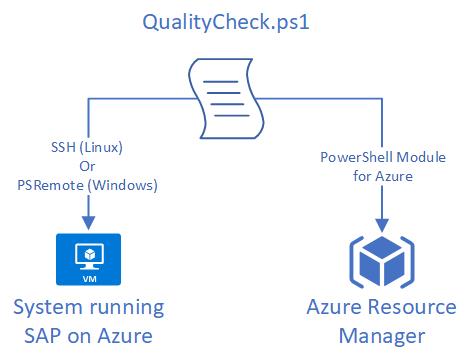 QualityCheck.ps1
SSH (Linux)
Or
PSRemote (Windows)
PowerShell Module
for Azure
VM
System running
SAP on Azure
Azure Resource
Manager